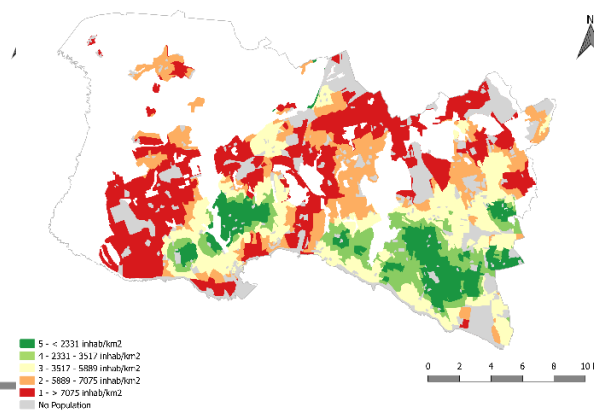 N
5 - < 2331 inhab/km2
4 - 2331 - 3517 inhab/km2
3 - 3517 - 5889 inhab/km2
2 - 5889 - 7075 inhab/km2
1 - > 7075 inhab/km2
No Population
0 2 4 6 8 10